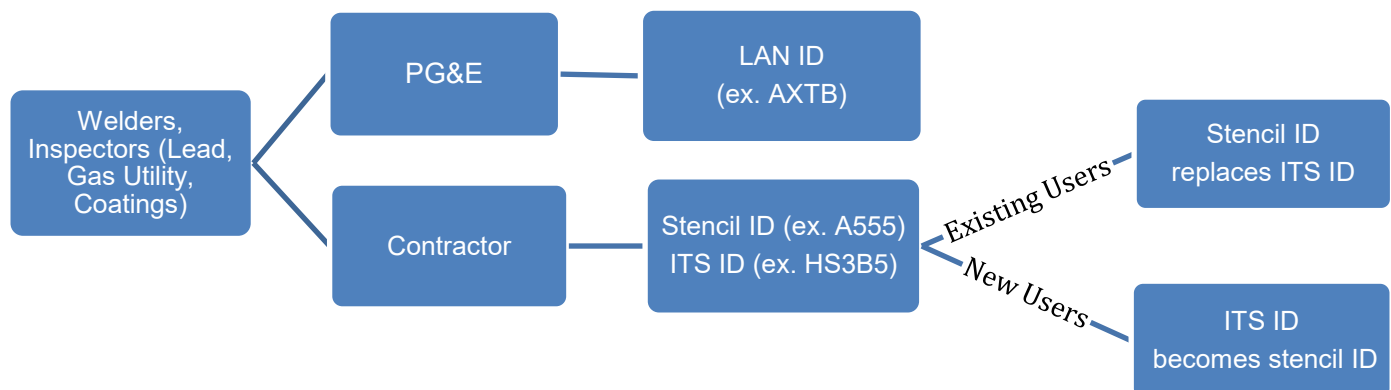 Welders,
Inspectors (Lead,
Gas Utility,
Coatings)
PG&E
LAN ID
(ex. AXTB)
Contractor
Stencil ID (ex. A555)
ITS ID (ex. HS3B5)
Existing Users
Stencil ID
replaces ITS ID
New Users
ITS ID
becomes stencil ID